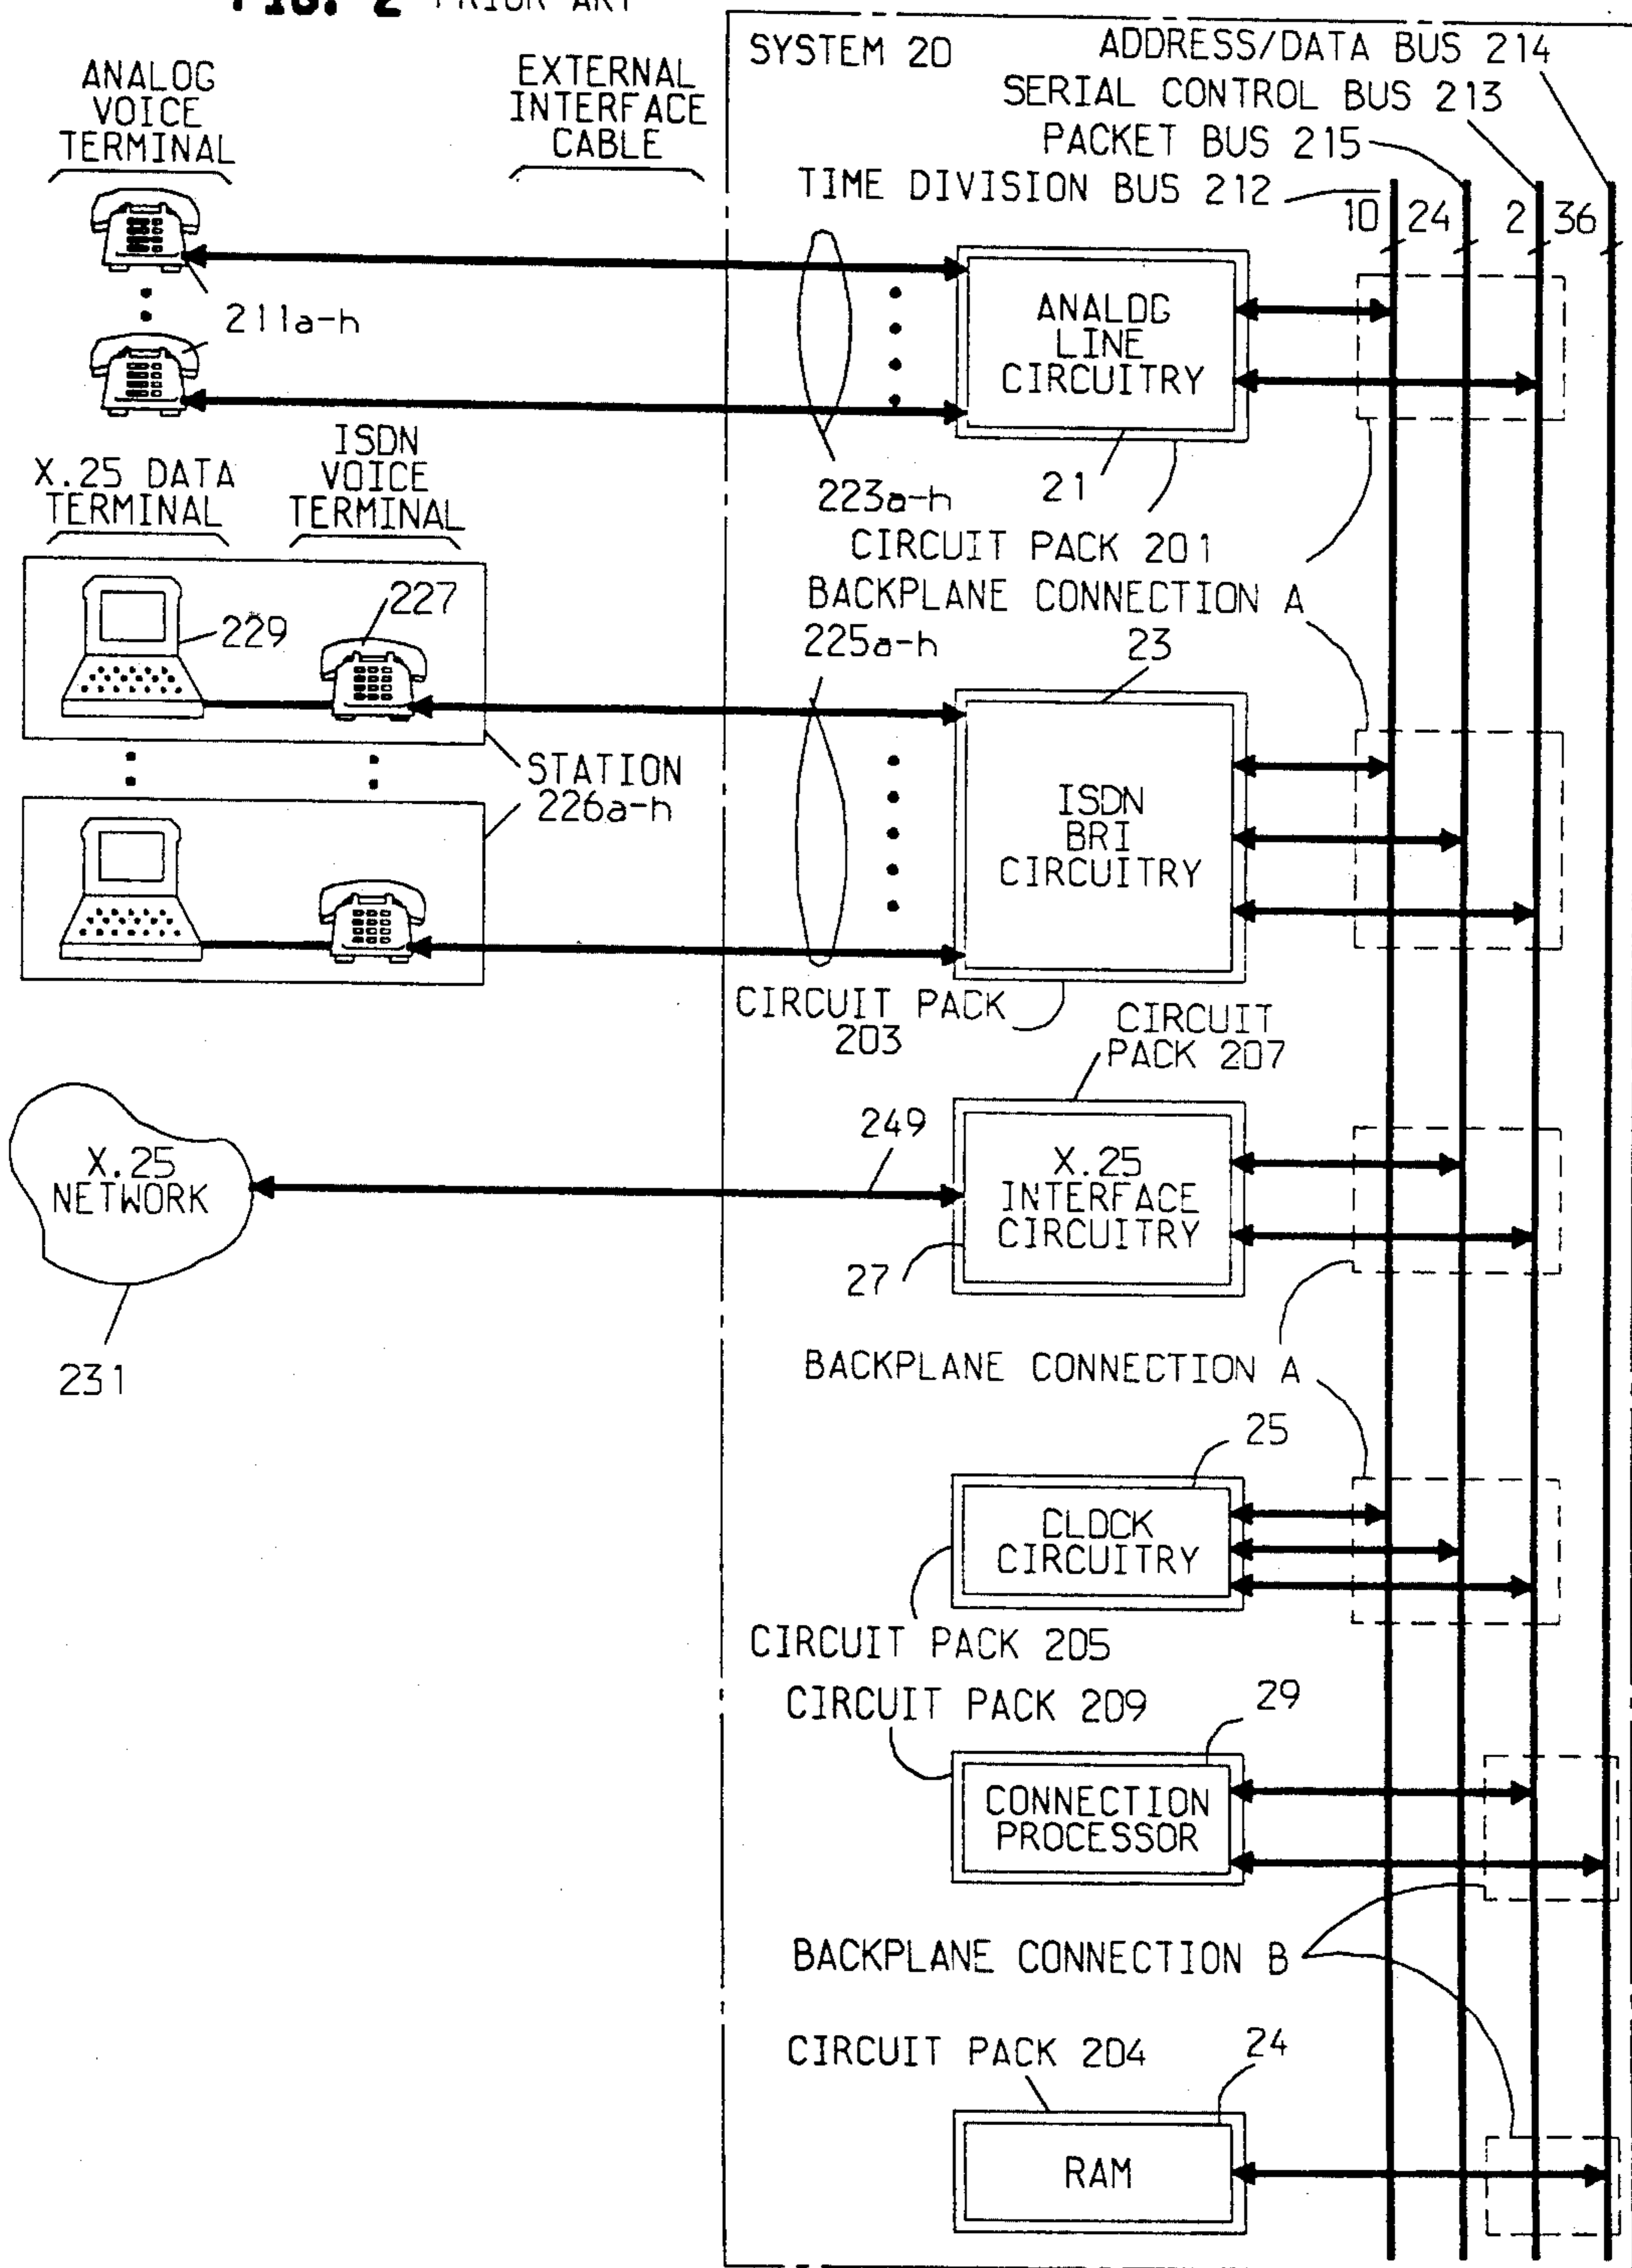 FIG. 2 PRIOR ART
SYSTEM 20
ADDRESS/DATA BUS 214
SERIAL CONTROL BUS 213
PACKET BUS 215
TIME DIVISION BUS 212
10
24
2
36
ANALOG
VOICE
TERMINAL
EXTERNAL
INTERFACE
CABLE
211a-h
ANALOG
LINE
CIRCUITRY
223a-h
21
CIRCUIT PACK 201
BACKPLANE CONNECTION A
X.25 DATA
TERMINAL
ISDN
VOICE
TERMINAL
229
227
225a-h
23
STATION
226a-h
ISDN
BRI
CIRCUITRY
CIRCUIT PACK
203
CIRCUIT
PACK 207
X.25
NETWORK
249
X.25
INTERFACE
CIRCUITRY
27
231
BACKPLANE CONNECTION A
25
CLOCK
CIRCUITRY
CIRCUIT PACK 205
CIRCUIT PACK 209
29
CONNECTION
PROCESSOR
BACKPLANE CONNECTION B
CIRCUIT PACK 204
24
RAM